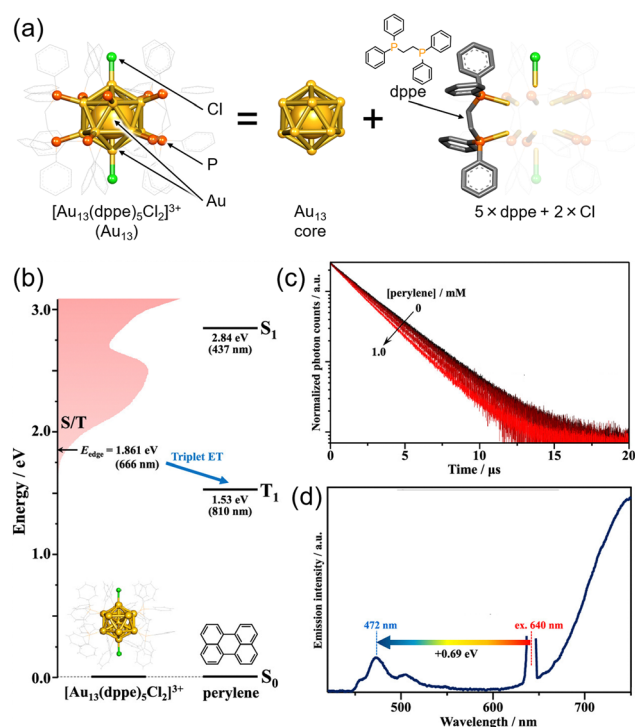 (a)
Cl
P
Au
[Au₁₃(dppe)₅Cl₂]³⁺
(Au₁₃)
=
Au₁₃
core
+
P
P
dppe
5 × dppe + 2 × Cl
(b)
Energy / eV
3.0
2.0
1.0
0.0
S/T
E_edge = 1.861 eV
(666 nm)
Triplet ET
S₁
2.84 eV
(437 nm)
T₁
1.53 eV
(810 nm)
S₀
[Au₁₃(dppe)₅Cl₂]³⁺
perylene
(c)
Normalized photon counts / a.u.
[perylene] / mM
0
1.0
0 5 10 15 20
Time / μs
(d)
Emission intensity / a.u.
472 nm
ex. 640 nm
+0.69 eV
500 600 700
Wavelength / nm